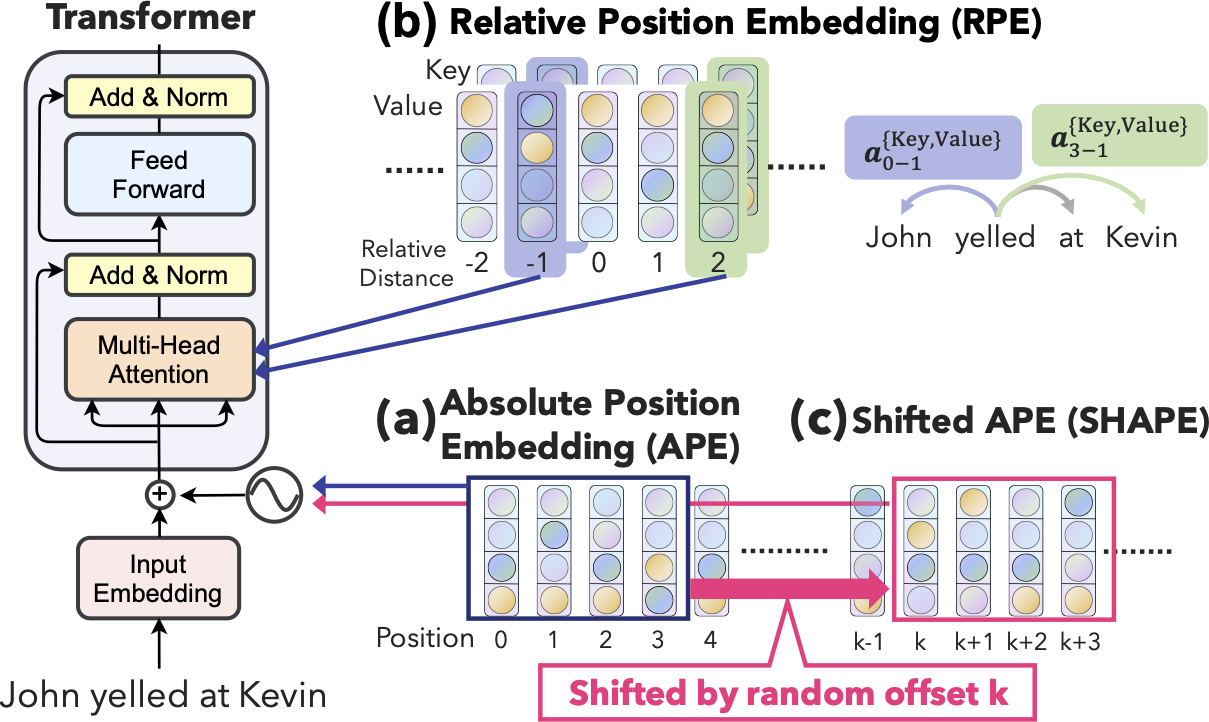 Transformer
Add & Norm
Feed
Forward
Add & Norm
Multi-Head
Attention
+
Input
Embedding
John yelled at Kevin
(b) Relative Position Embedding (RPE)
Key
Value
......
......
Relative
Distance
-2 -1 0 1 2
a_{0−1}^{{Key,Value}}
a_{3−1}^{{Key,Value}}
John yelled at Kevin
(a) Absolute Position
Embedding (APE)
Position 0 1 2 3 4
(c) Shifted APE (SHAPE)
k-1 k k+1 k+2 k+3
Shifted by random offset k